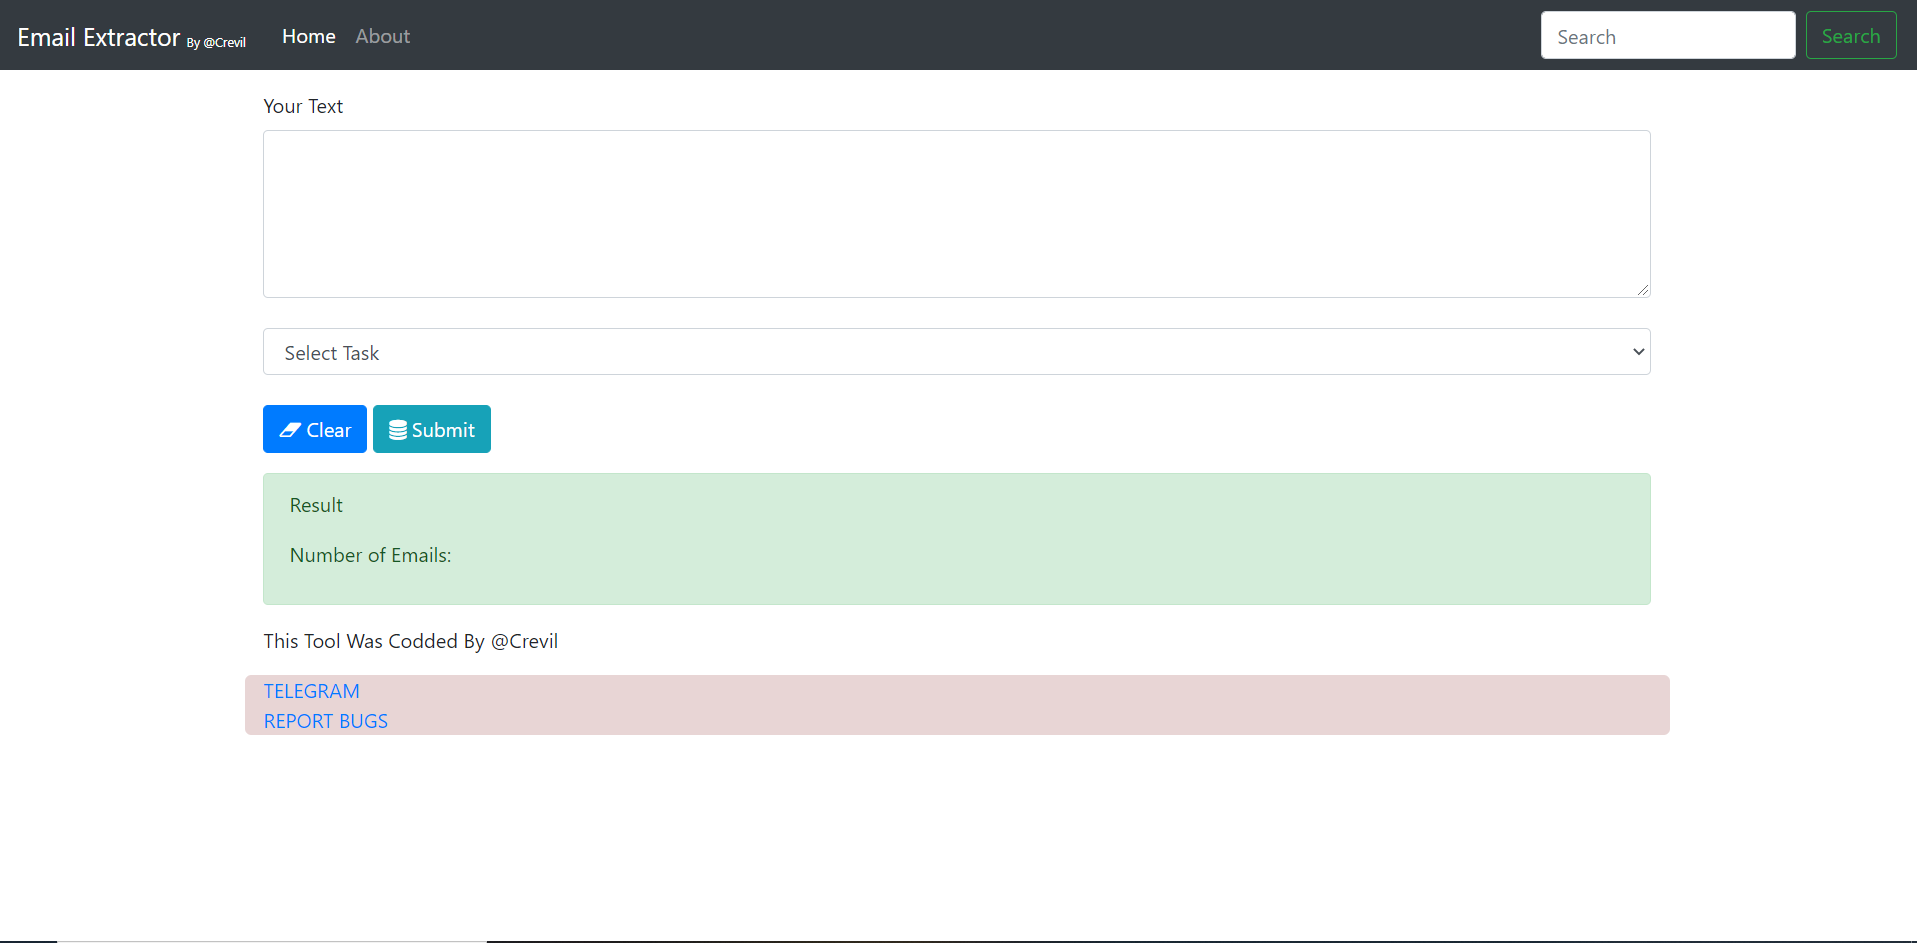 Email Extractor By @Crevil Home About Search Search
Your Text
Select Task
Clear Submit
Result
Number of Emails:
This Tool Was Codded By @Crevil
TELEGRAM
REPORT BUGS